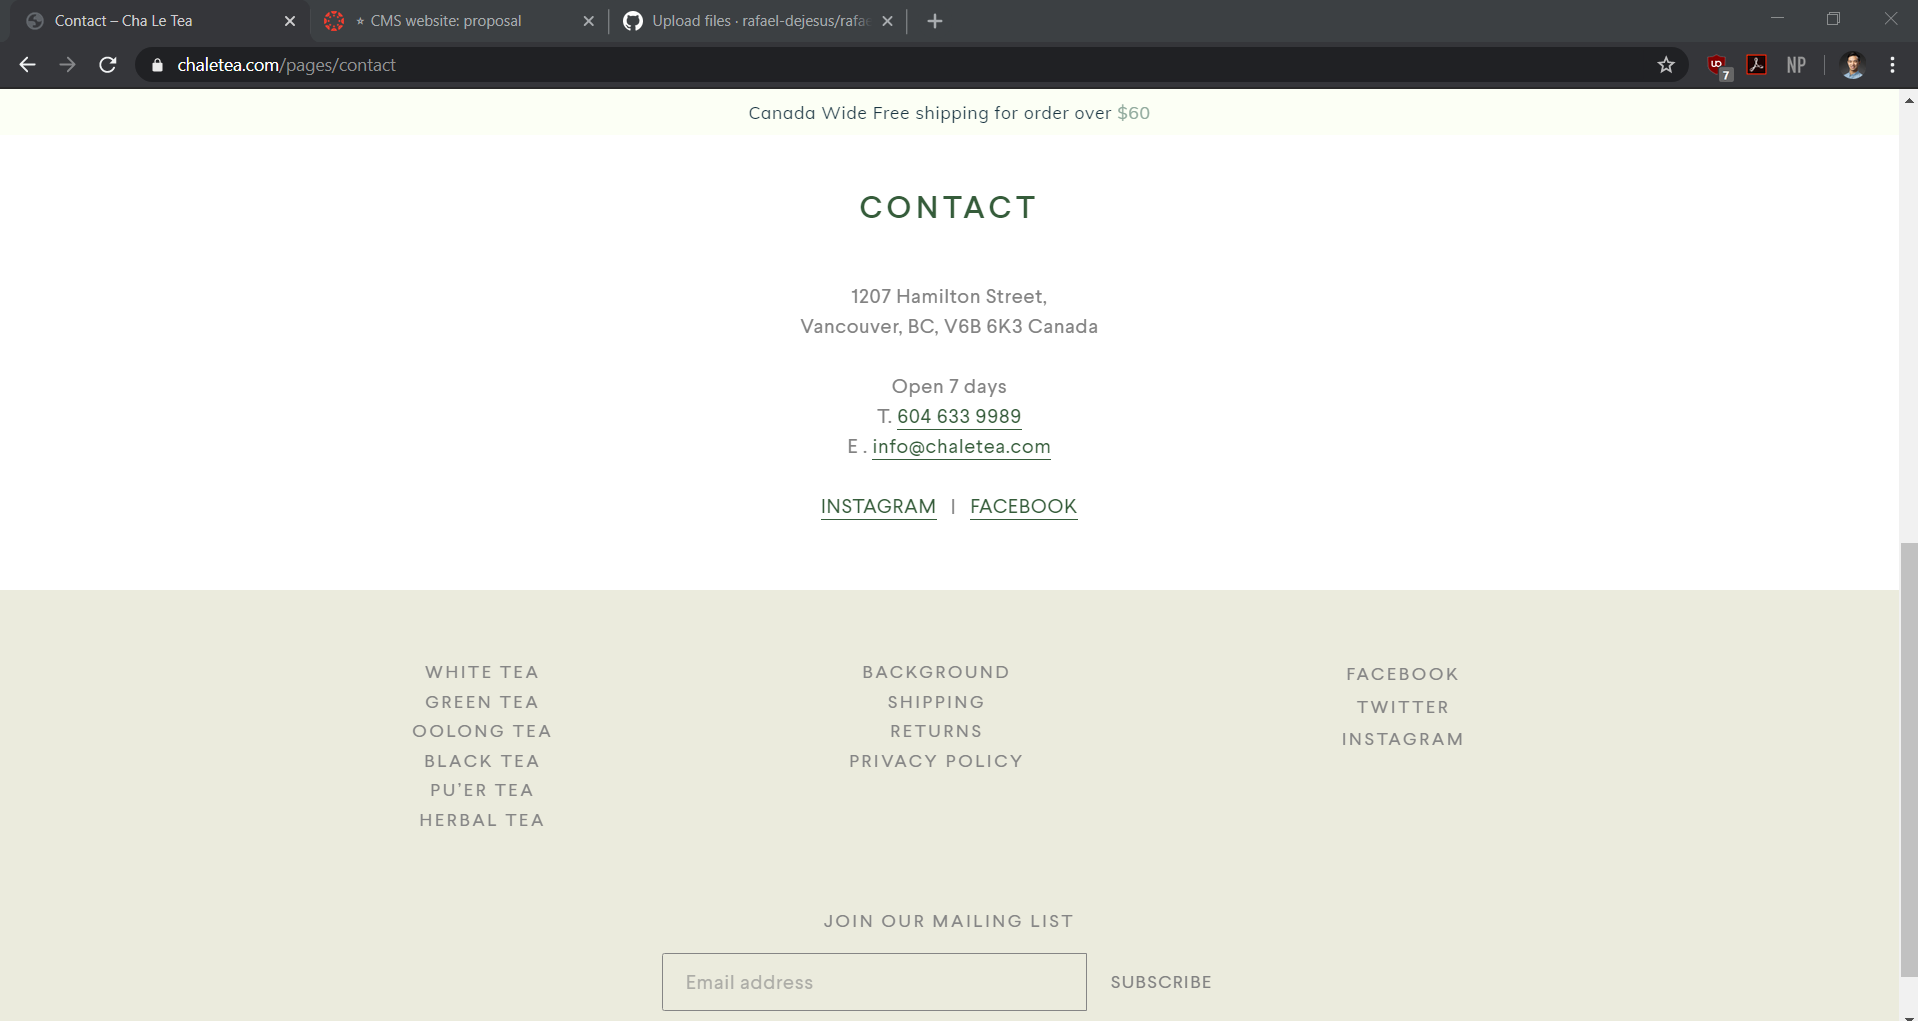 Contact – Cha Le Tea
* CMS website: proposal
Upload files · rafael-dejesus/rafae
chaletea.com/pages/contact
UD
7
NP
Canada Wide Free shipping for order over $60
CONTACT
1207 Hamilton Street,
Vancouver, BC, V6B 6K3 Canada
Open 7 days
T. 604 633 9989
E . info@chaletea.com
INSTAGRAM | FACEBOOK
WHITE TEA
GREEN TEA
OOLONG TEA
BLACK TEA
PU'ER TEA
HERBAL TEA
BACKGROUND
SHIPPING
RETURNS
PRIVACY POLICY
FACEBOOK
TWITTER
INSTAGRAM
JOIN OUR MAILING LIST
Email address
SUBSCRIBE